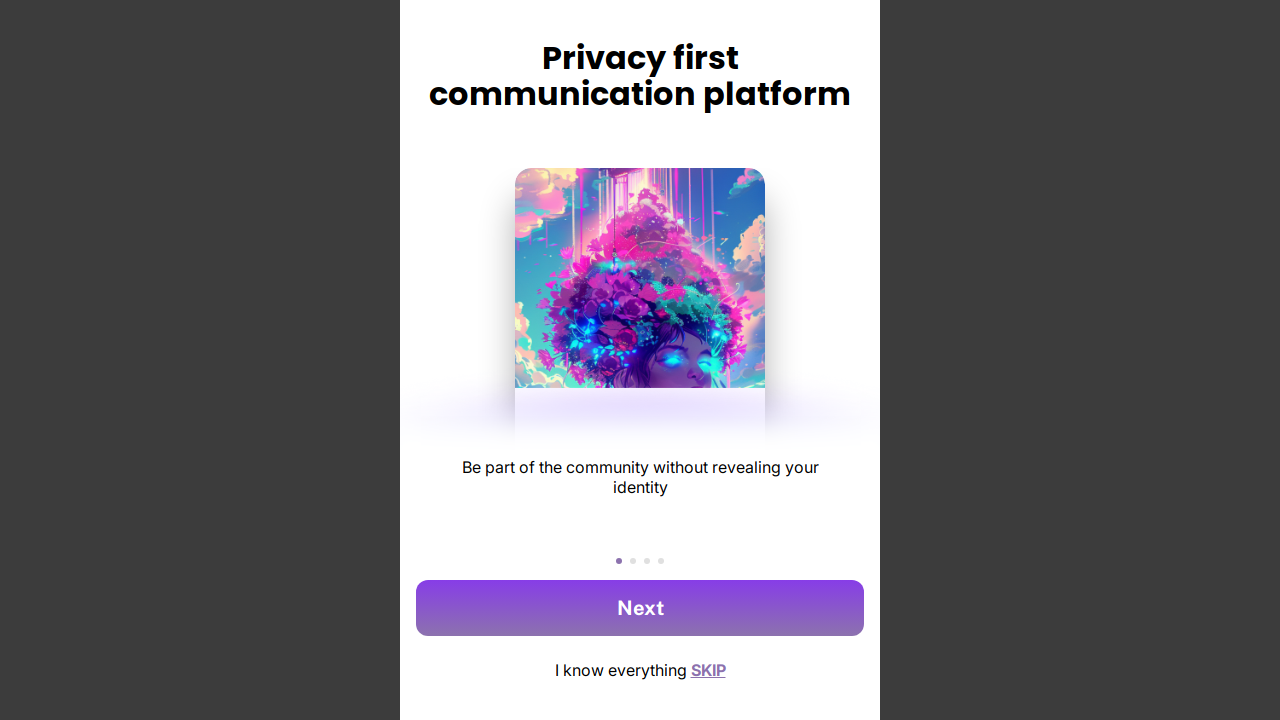 Privacy first
communication platform
Be part of the community without revealing your
identity
Next
I know everything SKIP